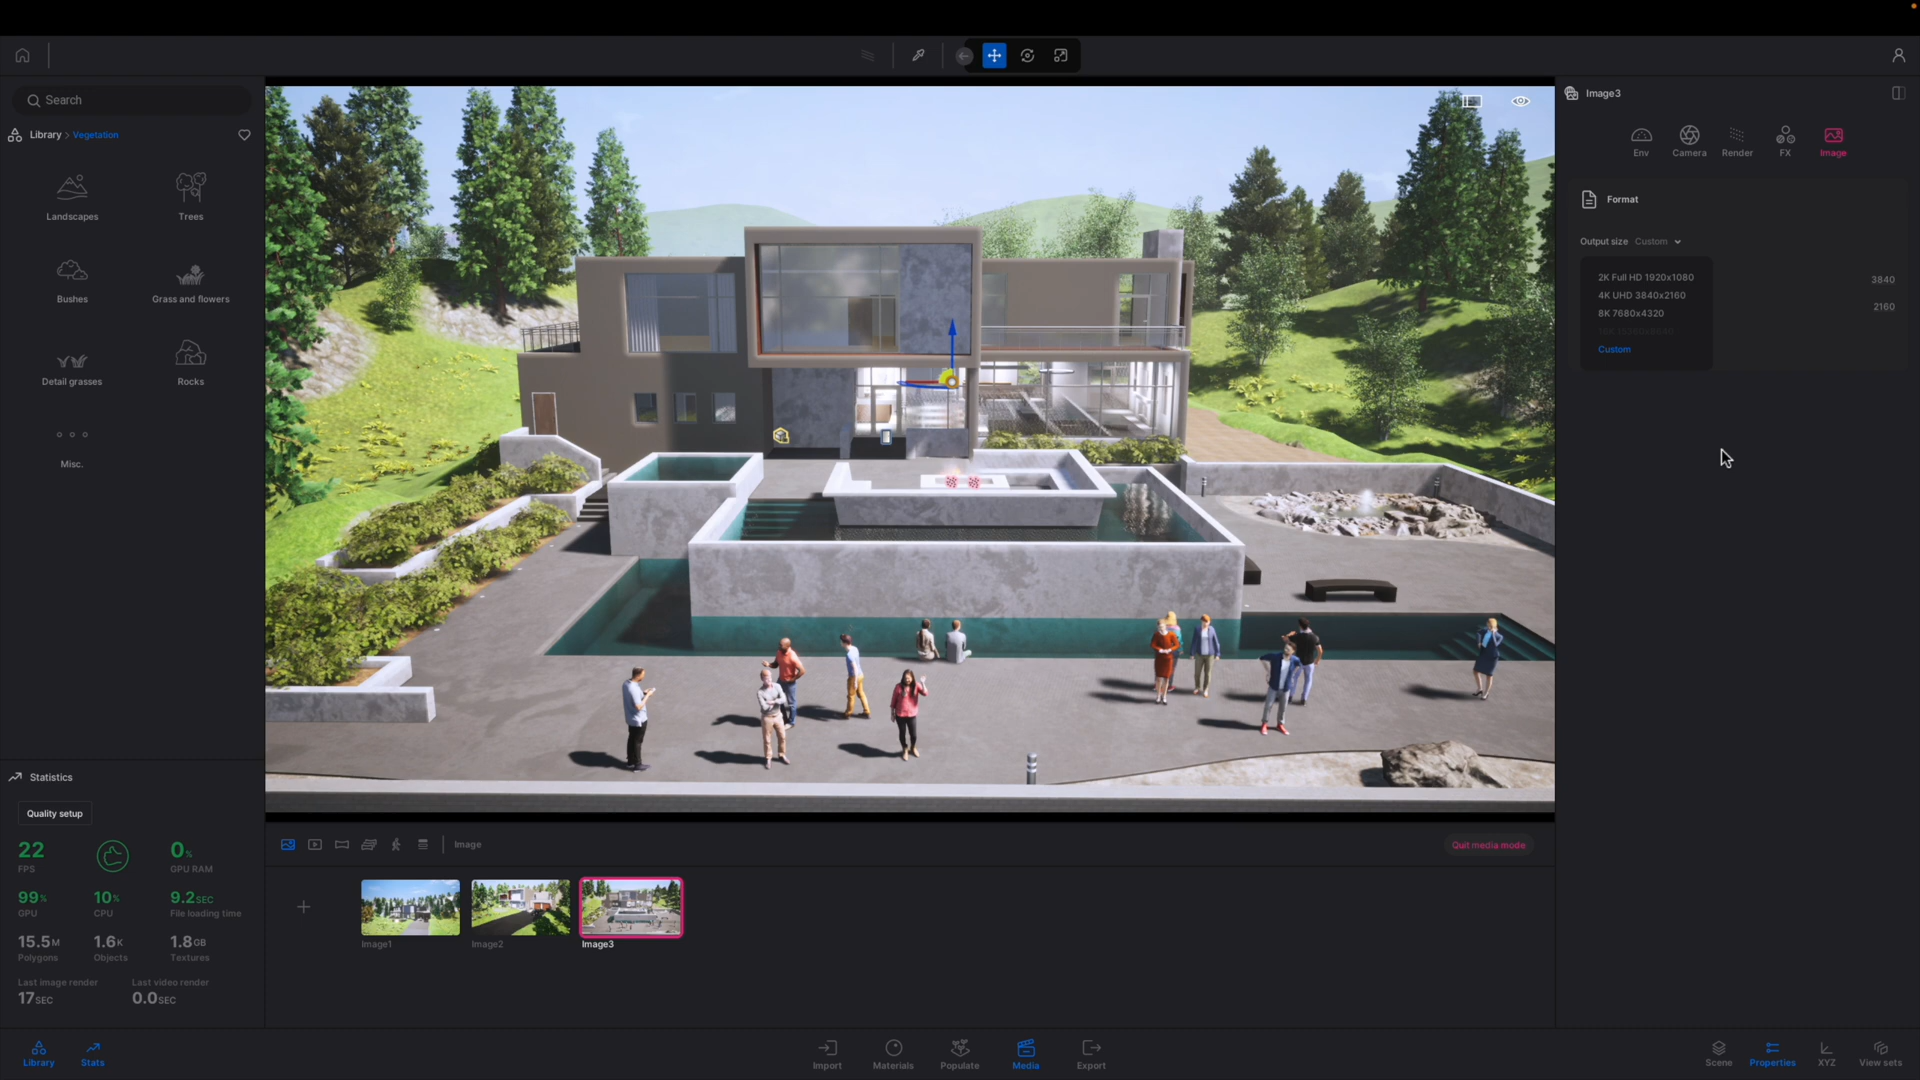 Search
Image3
Library > Vegetation
Env
Camera
Render
FX
Image
Landscapes
Trees
Format
Output size Custom
2K Full HD 1920x1080
3840
4K UHD 3840x2160
Bushes
Grass and flowers
2160
8K 7680x4320
Custom
Detail grasses
Rocks
Misc.
Statistics
Quality setup
Image
Quit media mode
22
FPS
0%
GPU RAM
99%
GPU
10%
CPU
9.2SEC
File loading time
15.5M
Polygons
1.6K
Objects
1.8GB
Textures
Image1
Image2
Image3
Last image render
17SEC
Last video render
0.0SEC
Library
Stats
Import
Materials
Populate
Media
Export
Scene
Properties
XYZ
View sets